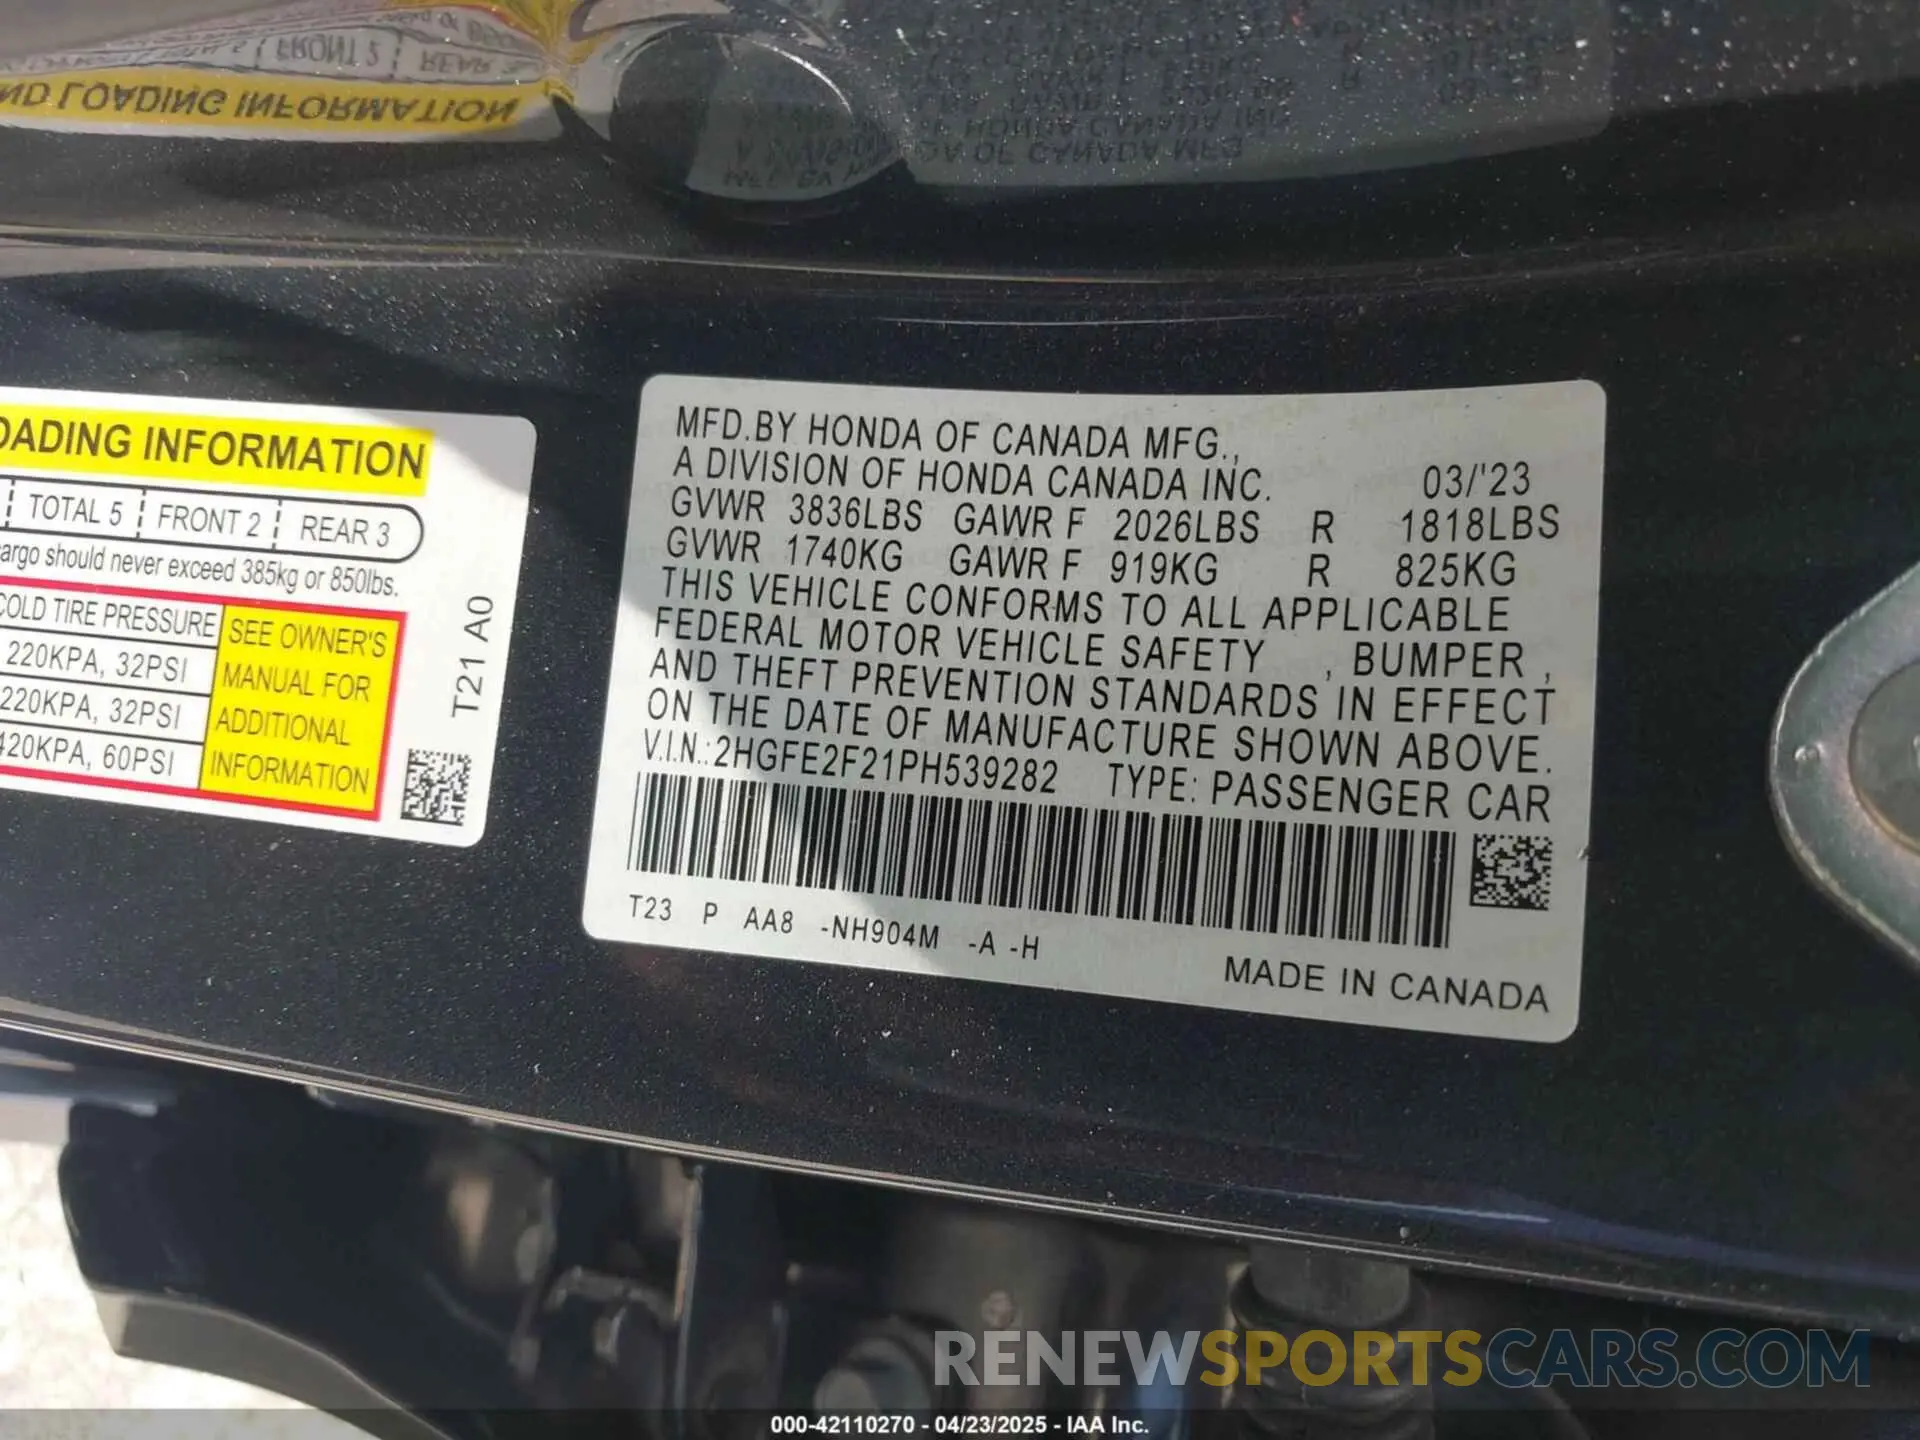 OADING INFORMATION
TOTAL 5 FRONT 2 REAR 3
cargo should never exceed 385kg or 850lbs.
COLD TIRE PRESSURE
220KPA, 32PSI
220KPA, 32PSI
420KPA, 60PSI
SEE OWNER'S
MANUAL FOR
ADDITIONAL
INFORMATION
T21 A0
MFD.BY HONDA OF CANADA MFG.,
A DIVISION OF HONDA CANADA INC. 03/'23
GVWR 3836LBS GAWR F 2026LBS R 1818LBS
GVWR 1740KG GAWR F 919KG R 825KG
THIS VEHICLE CONFORMS TO ALL APPLICABLE
FEDERAL MOTOR VEHICLE SAFETY , BUMPER ,
AND THEFT PREVENTION STANDARDS IN EFFECT
ON THE DATE OF MANUFACTURE SHOWN ABOVE.
V.I.N.: 2HGFE2F21PH539282 TYPE: PASSENGER CAR
T23 P AA8 -NH904M -A -H
MADE IN CANADA
RENEWSPORTSCARS.COM
000-42110270 - 04/23/2025 - IAA Inc.